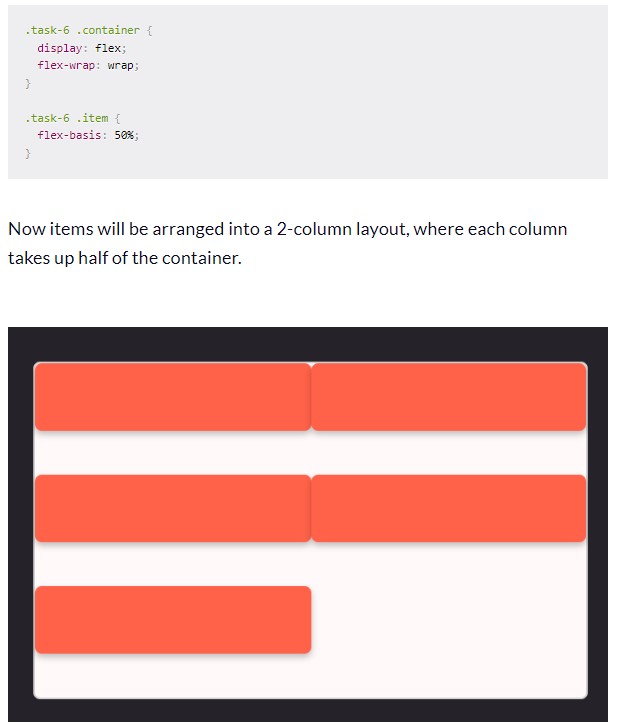 .task-6 .container {
display: flex;
flex-wrap: wrap;
}
.task-6 .item {
flex-basis: 50%;
}
Now items will be arranged into a 2-column layout, where each column
takes up half of the container.